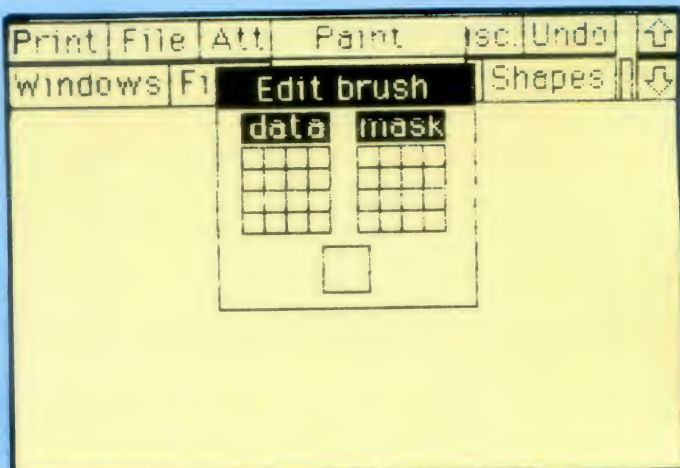 Print File Att Paint isc. Undo
Windows Fi Shapes
Edit brush
data mask